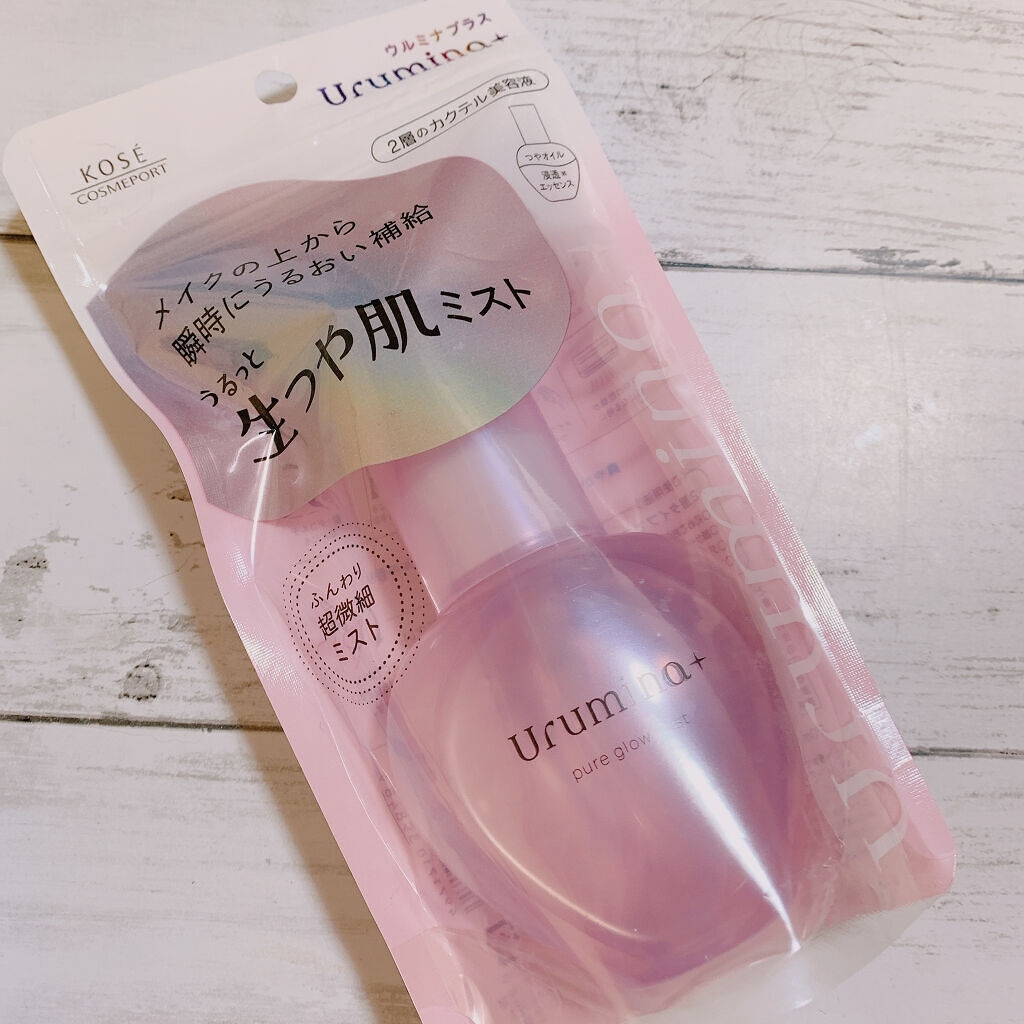 ウルミナプラス
Urumina+
2層のカクテル美容液
つやオイル
浸透※
エッセンス
KOSÉ
COSMEPORT
メイクの上から
瞬時にうるおい補給
うるっと
生つや肌ミスト
ふんわり
超微細
ミスト
Urumina+
pure glow